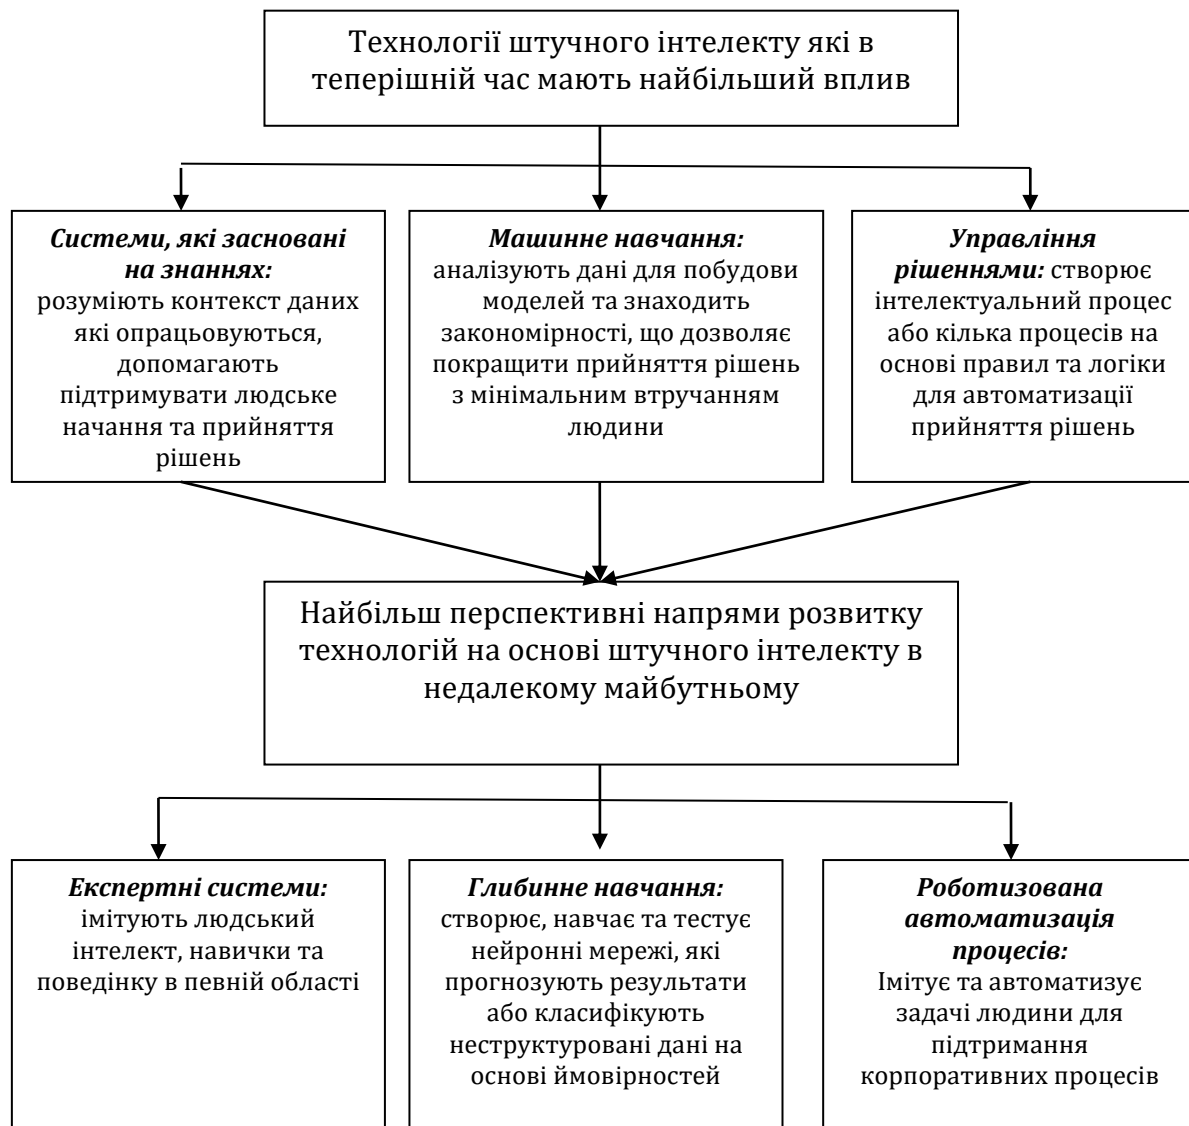 Технології штучного інтелекту які в
теперішній час мають найбільший вплив
Системи, які засновані
на знаннях:
розуміють контекст даних
які опрацьовуються,
допомагають
підтримувати людське
начання та прийняття
рішень
Машинне навчання:
аналізують дані для побудови
моделей та знаходить
закономірності, що дозволяє
покращити прийняття рішень
з мінімальним втручанням
людини
Управління
рішеннями: створює
інтелектуальний процес
або кілька процесів на
основі правил та логіки
для автоматизації
прийняття рішень
Найбільш перспективні напрями розвитку
технологій на основі штучного інтелекту в
недалекому майбутньому
Експертні системи:
імітують людський
інтелект, навички та
поведінку в певній області
Глибинне навчання:
створює, навчає та тестує
нейронні мережі, які
прогнозують результати
або класифікують
неструктуровані дані на
основі ймовірностей
Роботизована
автоматизація
процесів:
Імітує та автоматизує
задачі людини для
підтримання
корпоративних процесів